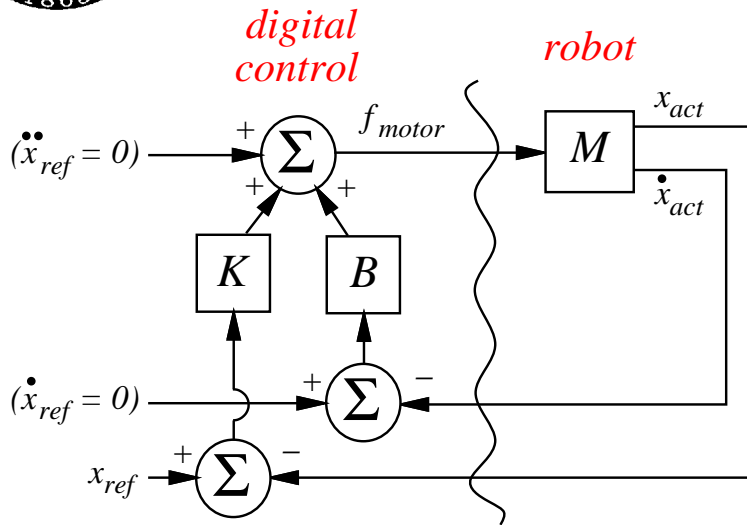 digital
control
robot
(ẍ_ref = 0)
+
Σ
+
+
f_motor
M
x_act
ẋ_act
K
B
(ẋ_ref = 0)
+
Σ
−
x_ref
+
Σ
−